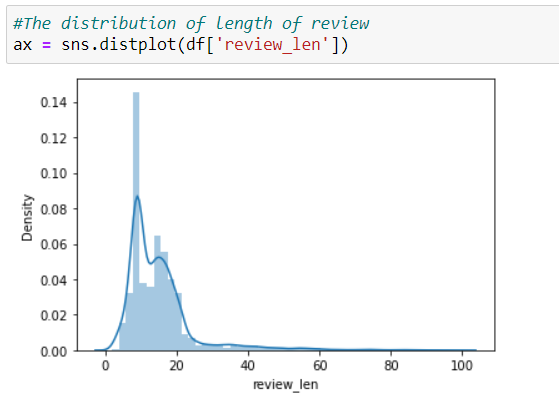 #The distribution of length of review
ax = sns.distplot(df['review_len'])
0.14
0.12
0.10
0.08
0.06
0.04
0.02
0.00
Density
0 20 40 60 80 100
review_len